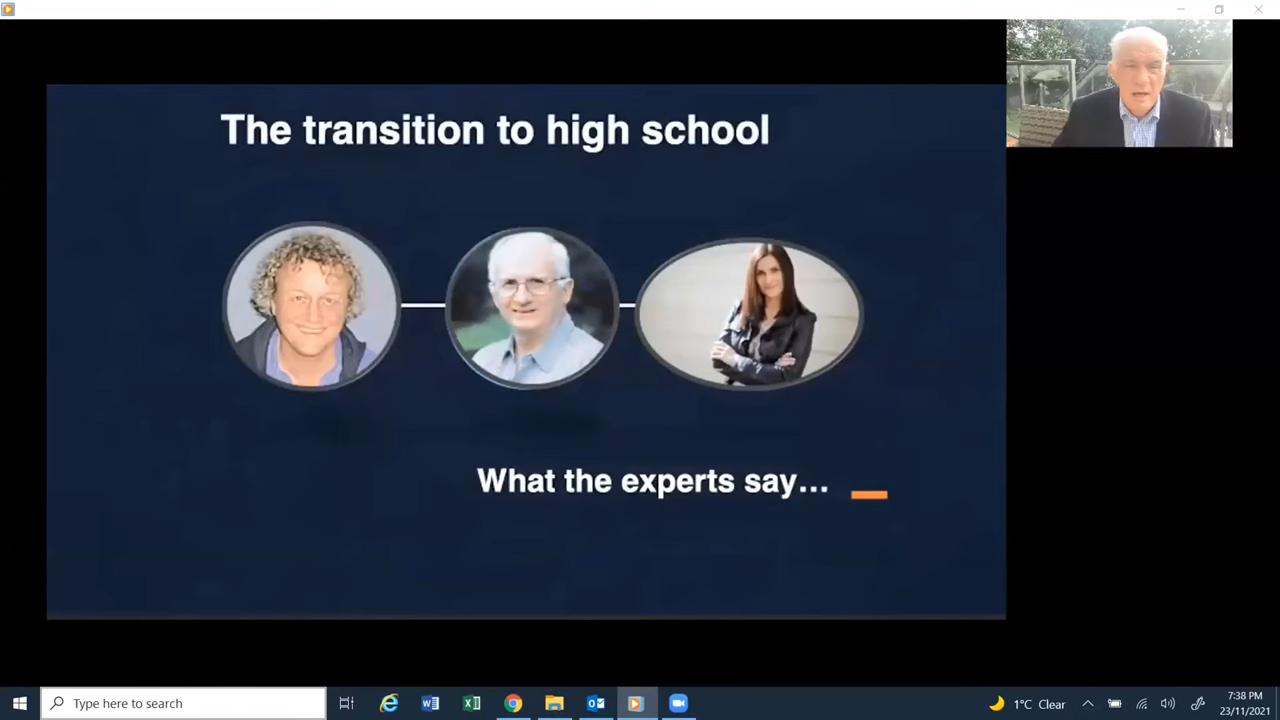 The transition to high school
What the experts say...
Type here to search
1°C Clear
7:38 PM
23/11/2021